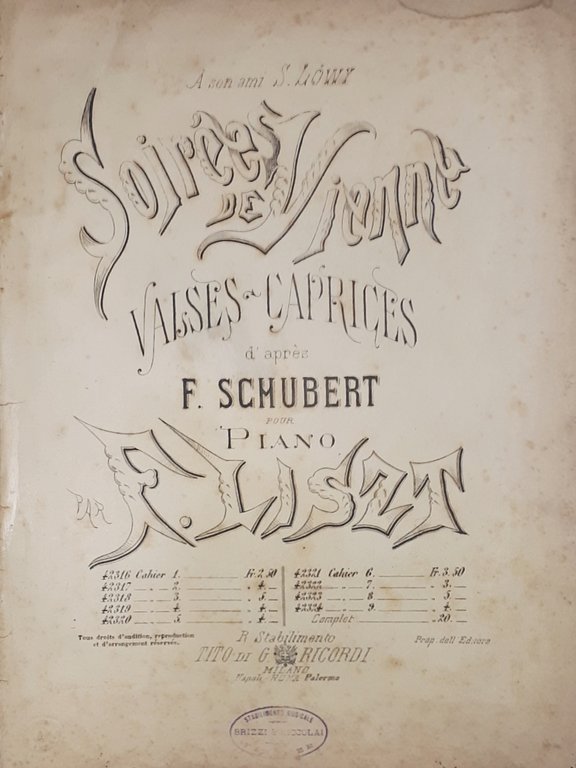 A son ami S. LÖWY
Soirées
DE Vienne
VALSES-CAPRICES
d'après
F. SCHUBERT
POUR
PIANO
PAR F. LISZT
42316 Cahier 1. Fr. 2.50
42317 „ 2. „ 4.
42318 „ 3. „ 5.
42319 „ 4. „ 4.
42320 „ 5. „ 4.
42321 Cahier 6. Fr. 3.50
42322 „ 7. „ 3.
42323 „ 8. „ 5.
42324 „ 9. „ 4.
Complet „ 20.
Tous droits d'audition, reproduction
et d'arrangement réservés.
R. Stabilimento
TITO DI G. RICORDI
Prop. dell'Editore
MILANO
Napoli ROMA Palermo
STABILIMENTO MUSICALE
BRIZZI & NICCOLAI